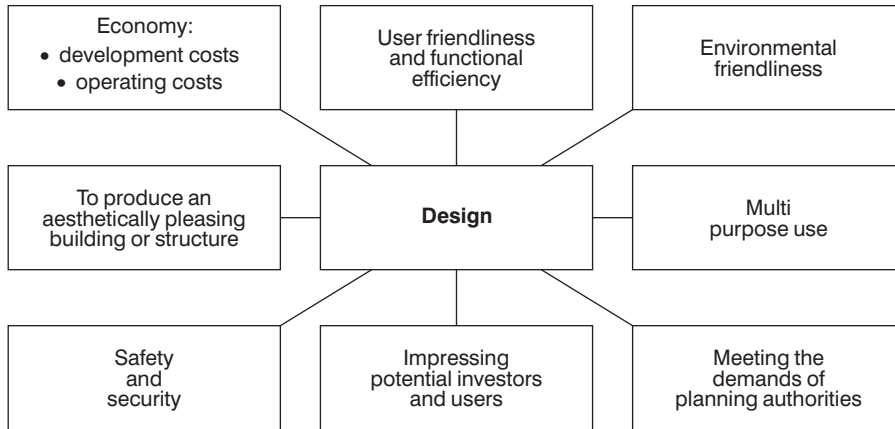 Economy:
• development costs
• operating costs
User friendliness
and functional
efficiency
Environmental
friendliness
To produce an
aesthetically pleasing
building or structure
Design
Multi
purpose use
Safety
and
security
Impressing
potential investors
and users
Meeting the
demands of
planning authorities